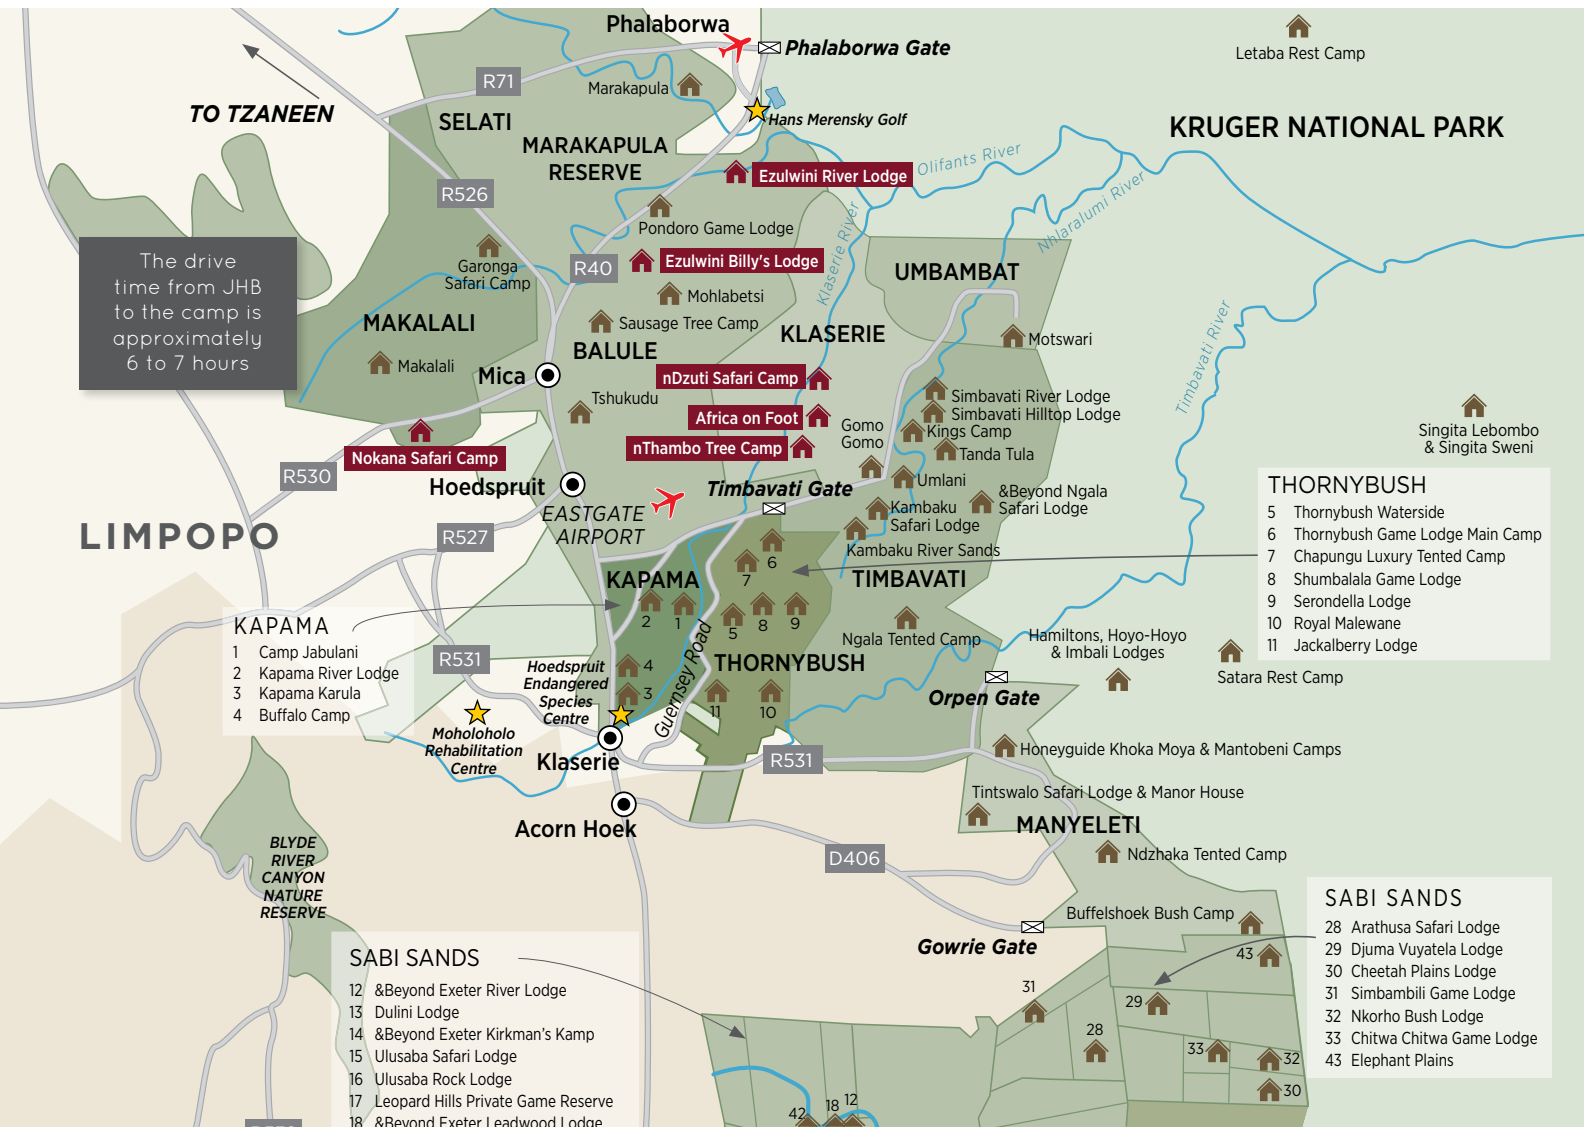 Phalaborwa
Phalaborwa Gate
Letaba Rest Camp
R71
Marakapula
TO TZANEEN
SELATI
Hans Merensky Golf
KRUGER NATIONAL PARK
MARAKAPULA
RESERVE
Olifants River
Ezulwini River Lodge
R526
Nhlaralumi River
Pondoro Game Lodge
Klaserie River
The drive
time from JHB
to the camp is
approximately
6 to 7 hours
Garonga
Safari Camp
R40
Ezulwini Billy's Lodge
UMBAMBAT
Mohlabetsi
MAKALALI
Sausage Tree Camp
KLASERIE
Motswari
Timbavati River
BALULE
Makalali
Mica
nDzuti Safari Camp
Tshukudu
Simbavati River Lodge
Africa on Foot
Simbavati Hilltop Lodge
Gomo
Gomo
Kings Camp
Singita Lebombo
& Singita Sweni
nThambo Tree Camp
Tanda Tula
Nokana Safari Camp
R530
Hoedspruit
Timbavati Gate
Umlani
&Beyond Ngala
Safari Lodge
EASTGATE
AIRPORT
Kambaku
Safari Lodge
LIMPOPO
R527
Kambaku River Sands
THORNYBUSH
5 Thornybush Waterside
6 Thornybush Game Lodge Main Camp
7 Chapungu Luxury Tented Camp
8 Shumbalala Game Lodge
9 Serondella Lodge
10 Royal Malewane
11 Jackalberry Lodge
6
7
KAPAMA
TIMBAVATI
2
1
5
8
9
KAPAMA
1 Camp Jabulani
2 Kapama River Lodge
3 Kapama Karula
4 Buffalo Camp
Ngala Tented Camp
Hamiltons, Hoyo-Hoyo
& Imbali Lodges
Satara Rest Camp
R531
Hoedspruit
Endangered
Species
Centre
4
3
Guernsey Road
THORNYBUSH
11
10
Orpen Gate
Moholoholo
Rehabilitation
Centre
Klaserie
R531
Honeyguide Khoka Moya & Mantobeni Camps
Tintswalo Safari Lodge & Manor House
Acorn Hoek
MANYELETI
BLYDE
RIVER
CANYON
NATURE
RESERVE
D406
Ndzhaka Tented Camp
Buffelshoek Bush Camp
Gowrie Gate
43
SABI SANDS
28 Arathusa Safari Lodge
29 Djuma Vuyatela Lodge
30 Cheetah Plains Lodge
31 Simbambili Game Lodge
32 Nkorho Bush Lodge
33 Chitwa Chitwa Game Lodge
43 Elephant Plains
SABI SANDS
12 &Beyond Exeter River Lodge
13 Dulini Lodge
14 &Beyond Exeter Kirkman's Kamp
15 Ulusaba Safari Lodge
16 Ulusaba Rock Lodge
17 Leopard Hills Private Game Reserve
18 &Beyond Exeter Leadwood Lodge
31
29
28
33
32
30
42
18
12